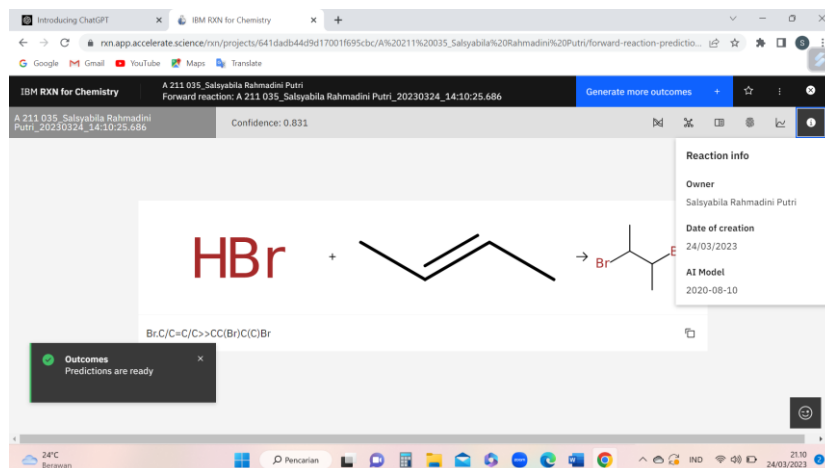 Introducing ChatGPT
IBM RXN for Chemistry
rxn.app.accelerate.science/rxn/projects/641dadb44d9d17001f695cbc/A%20211%20035_Salsyabila%20Rahmadini%20Putri/forward-reaction-predictio...
Google Gmail YouTube Maps Translate
IBM RXN for Chemistry
A 211 035_Salsyabila Rahmadini Putri
Forward reaction: A 211 035_Salsyabila Rahmadini Putri_20230324_14:10:25.686
Generate more outcomes +
A 211 035_Salsyabila Rahmadini
Putri_20230324_14:10:25.686
Confidence: 0.831
Reaction info
Owner
Salsyabila Rahmadini Putri
Date of creation
24/03/2023
AI Model
2020-08-10
HBr + → Br
Br.C/C=C/C>>CC(Br)C(C)Br
Outcomes
Predictions are ready
24°C
Berawan
Pencarian
IND
21.10
24/03/2023